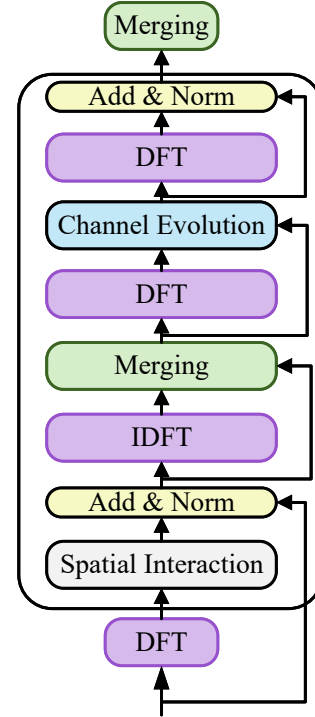 Merging
Add & Norm
DFT
Channel Evolution
DFT
Merging
IDFT
Add & Norm
Spatial Interaction
DFT